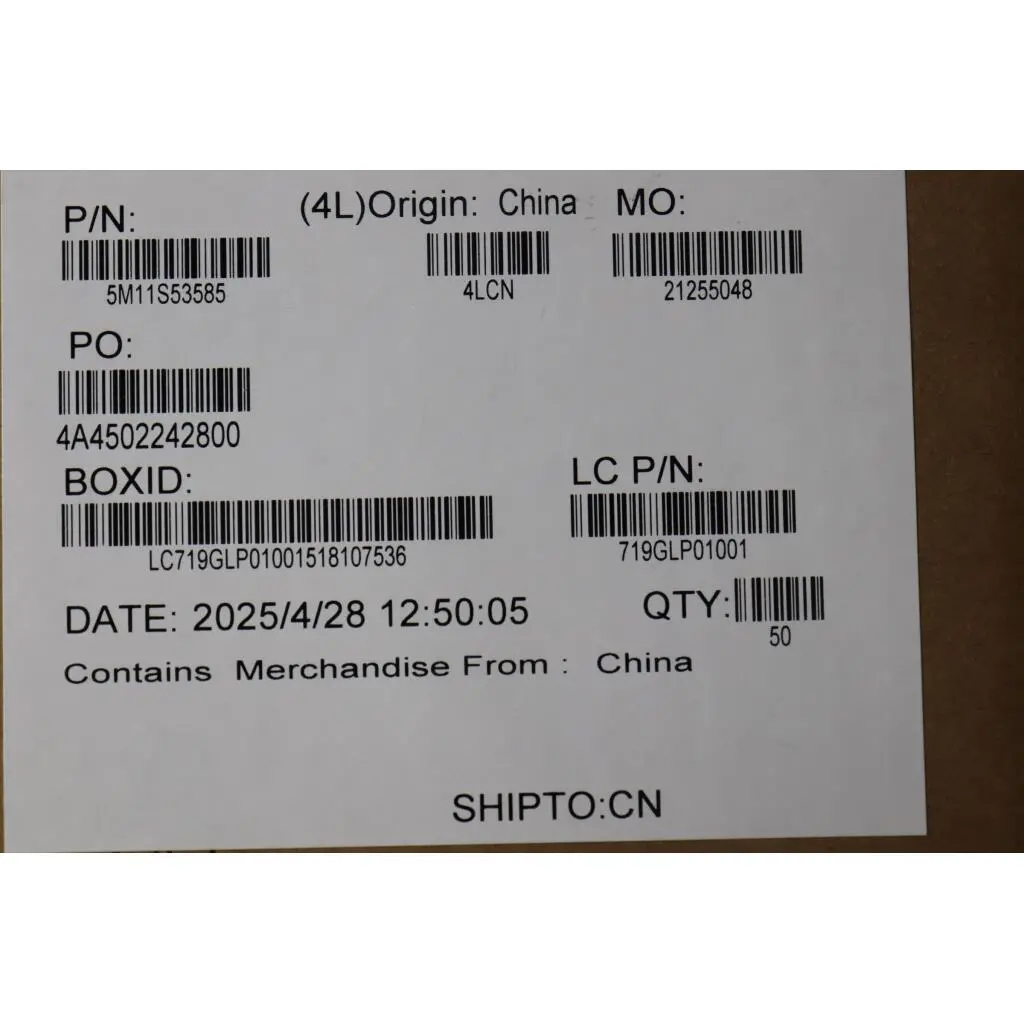 P/N: (4L)Origin: China MO:
5M11S53585 4LCN 21255048
PO:
4A4502242800
BOXID: LC P/N:
LC719GLP01001518107536 719GLP01001
DATE: 2025/4/28 12:50:05 QTY:
50
Contains Merchandise From : China
SHIPTO:CN